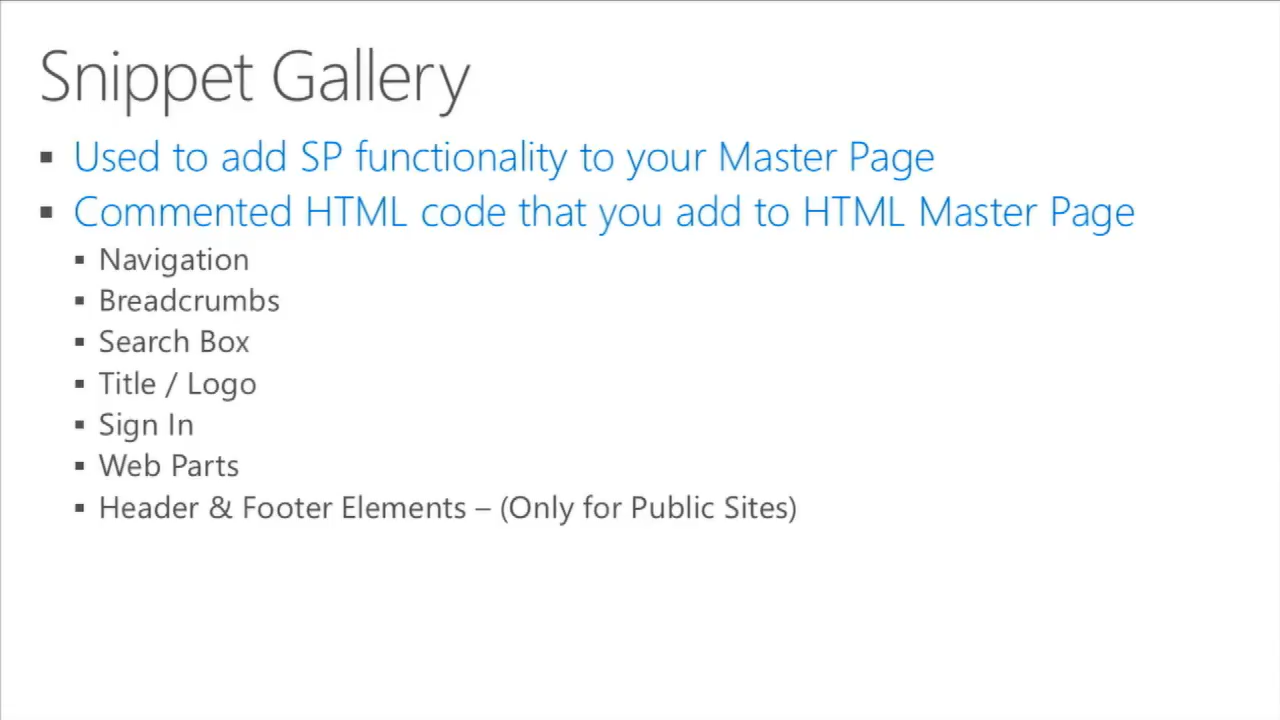 Snippet Gallery
▪ Used to add SP functionality to your Master Page
▪ Commented HTML code that you add to HTML Master Page
▪ Navigation
▪ Breadcrumbs
▪ Search Box
▪ Title / Logo
▪ Sign In
▪ Web Parts
▪ Header & Footer Elements – (Only for Public Sites)